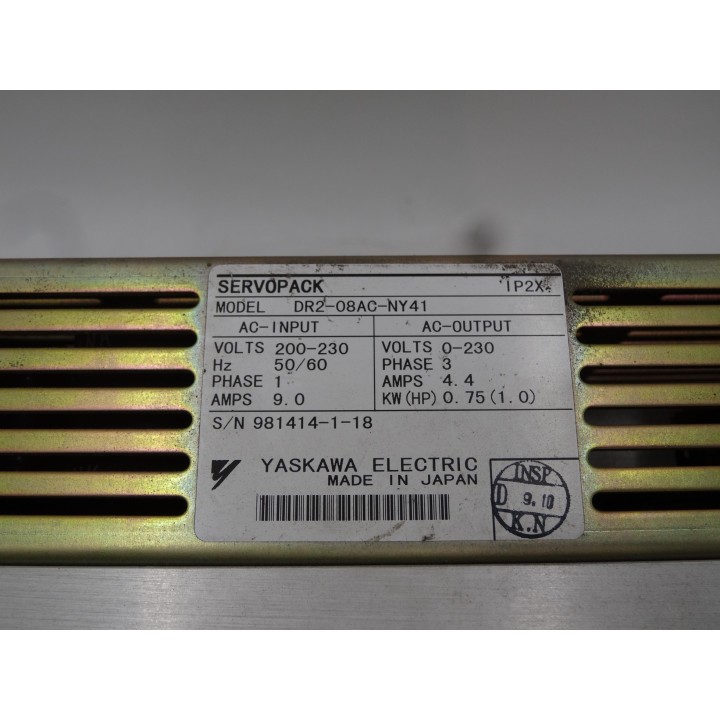 SERVOPACK IP2X
MODEL DR2-08AC-NY41
AC-INPUT AC-OUTPUT
VOLTS 200-230 VOLTS 0-230
Hz 50/60 PHASE 3
PHASE 1 AMPS 4.4
AMPS 9.0 KW(HP) 0.75(1.0)
S/N 981414-1-18
YASKAWA ELECTRIC
MADE IN JAPAN
INSP
D 9.10
K.N